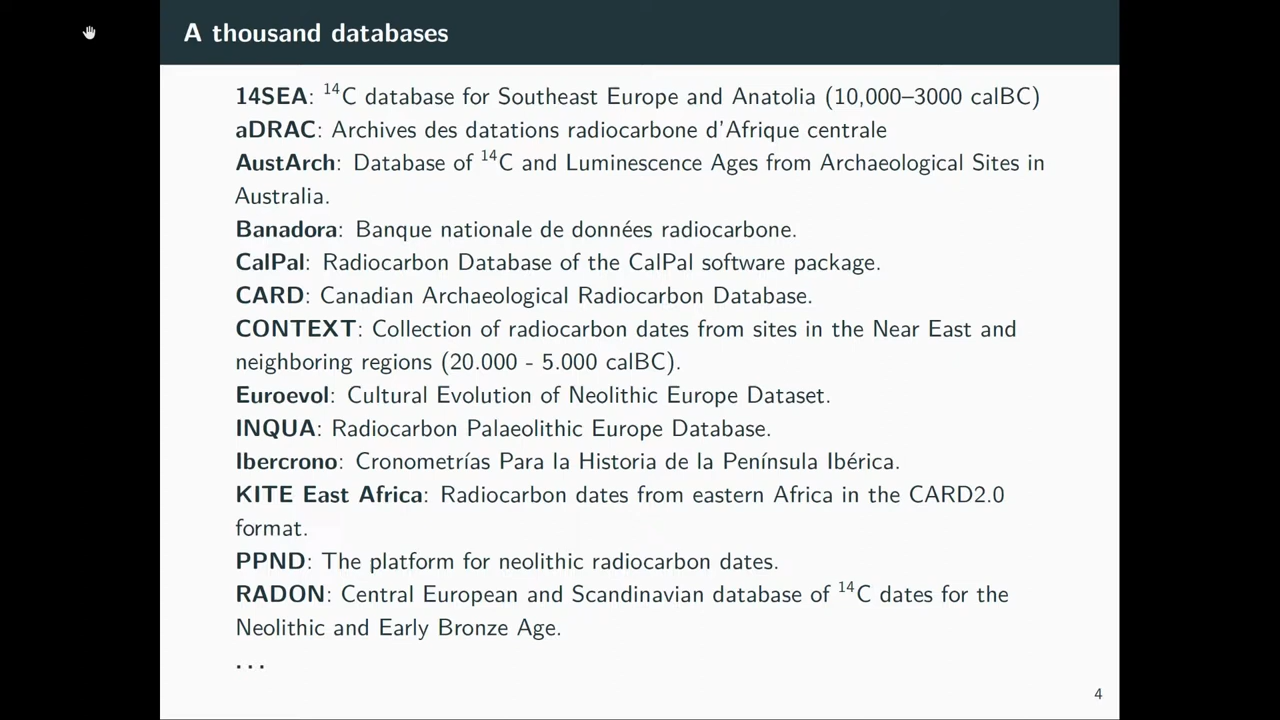 A thousand databases
14SEA: 14C database for Southeast Europe and Anatolia (10,000–3000 calBC)
aDRAC: Archives des datations radiocarbone d'Afrique centrale
AustArch: Database of 14C and Luminescence Ages from Archaeological Sites in
Australia.
Banadora: Banque nationale de données radiocarbone.
CalPal: Radiocarbon Database of the CalPal software package.
CARD: Canadian Archaeological Radiocarbon Database.
CONTEXT: Collection of radiocarbon dates from sites in the Near East and
neighboring regions (20.000 - 5.000 calBC).
Euroevol: Cultural Evolution of Neolithic Europe Dataset.
INQUA: Radiocarbon Palaeolithic Europe Database.
Ibercrono: Cronometrías Para la Historia de la Península Ibérica.
KITE East Africa: Radiocarbon dates from eastern Africa in the CARD2.0
format.
PPND: The platform for neolithic radiocarbon dates.
RADON: Central European and Scandinavian database of 14C dates for the
Neolithic and Early Bronze Age.
...
4